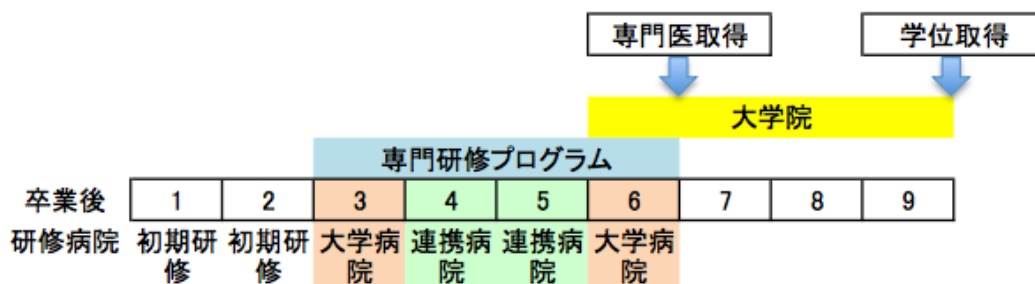 専門医取得 学位取得
大学院
専門研修プログラム
卒業後 1 2 3 4 5 6 7 8 9
研修病院 初期研修 初期研修 大学病院 連携病院 連携病院 大学病院